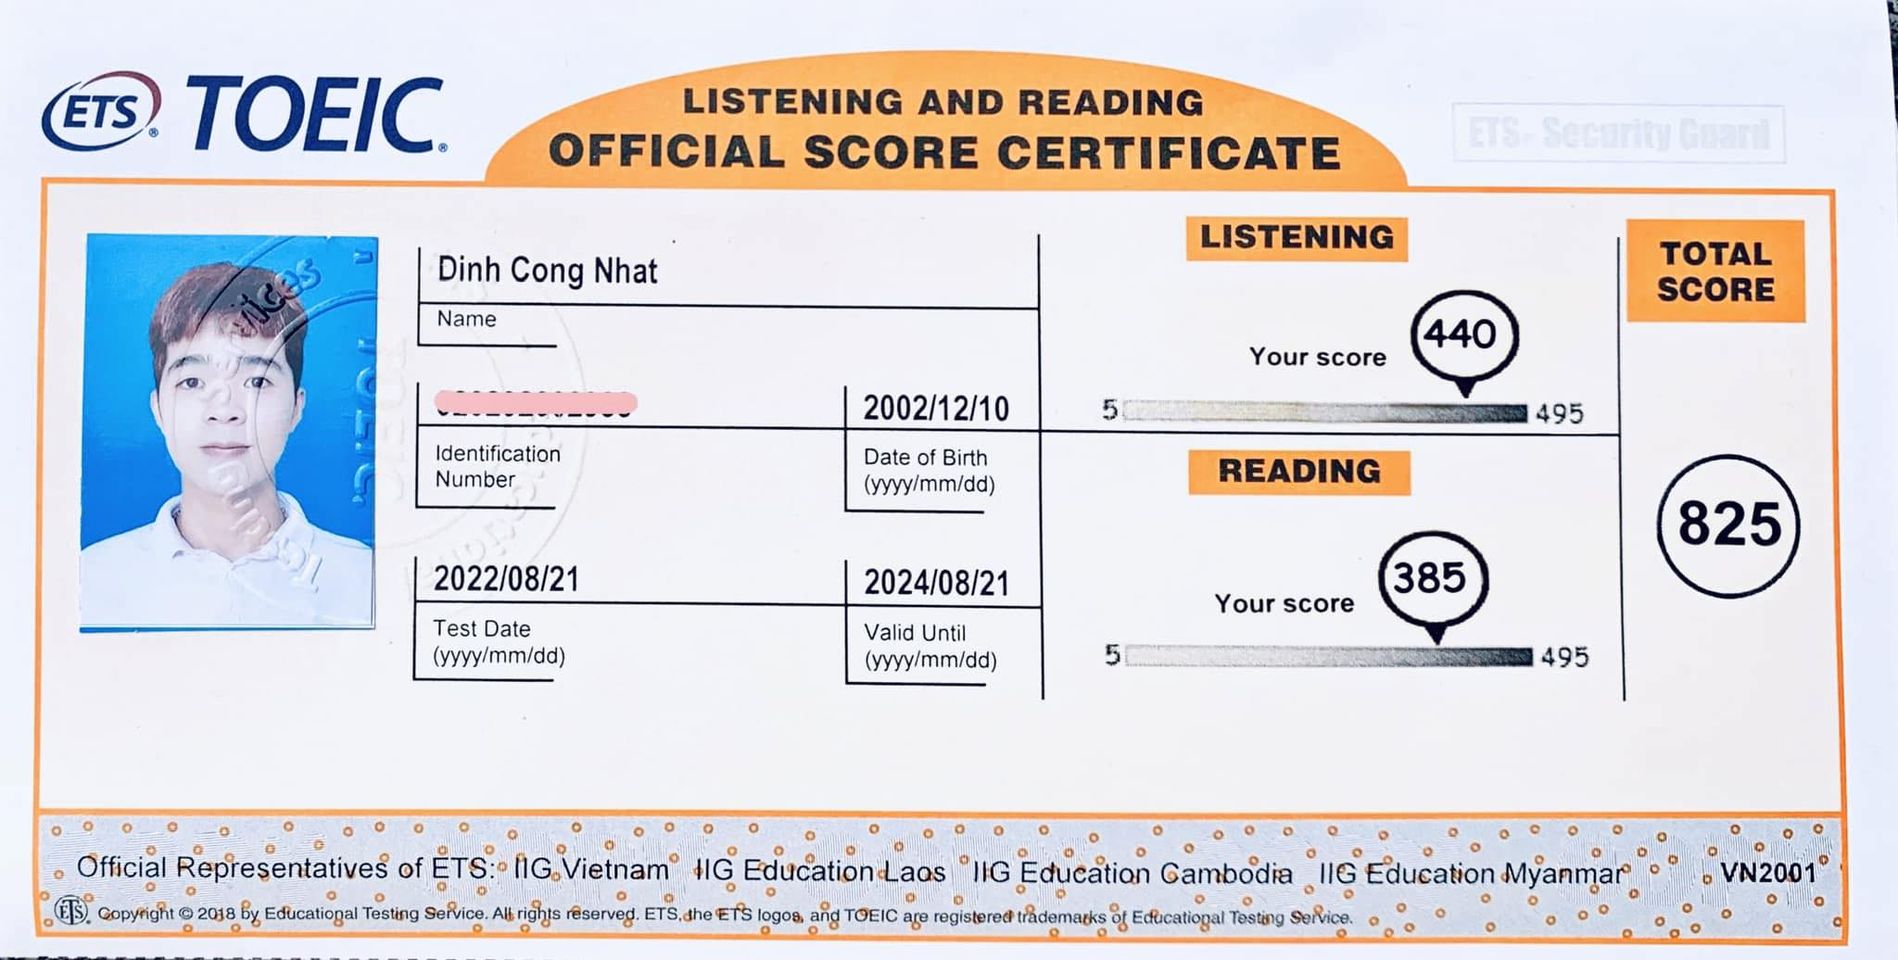 ETS® TOEIC®
LISTENING AND READING
OFFICIAL SCORE CERTIFICATE
ETS® Security Guard
Dinh Cong Nhat
Name
Identification
Number
2002/12/10
Date of Birth
(yyyy/mm/dd)
2022/08/21
Test Date
(yyyy/mm/dd)
2024/08/21
Valid Until
(yyyy/mm/dd)
LISTENING
Your score
440
5 495
READING
Your score
385
5 495
TOTAL
SCORE
825
Official Representatives of ETS: IIG Vietnam IIG Education Laos IIG Education Cambodia IIG Education Myanmar VN2001
ETS® Copyright © 2018 by Educational Testing Service. All rights reserved. ETS, the ETS logos, and TOEIC are registered trademarks of Educational Testing Service.